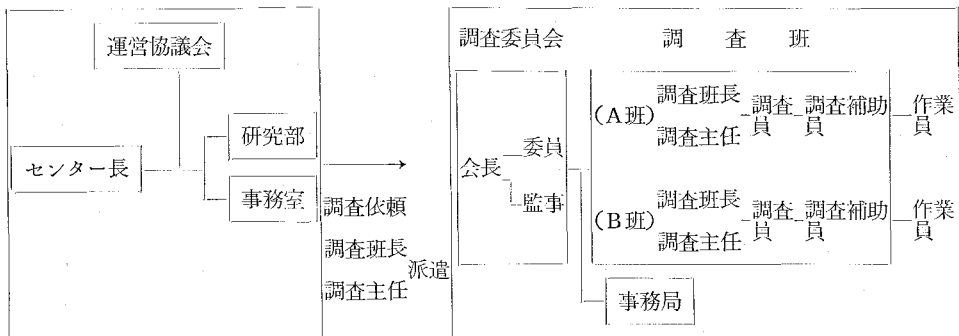 運営協議会
センター長
研究部
事務室
調査依頼
調査班長
調査主任
派遣
調査委員会
調査班
会長
委員
監事
(A班)
調査班長
調査主任
調査員
調査補助員
作業員
(B班)
調査班長
調査主任
調査員
調査補助員
作業員
事務局